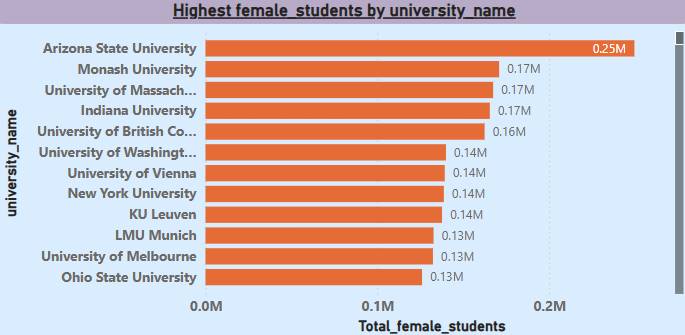 Highest female_students by university_name
university_name
Arizona State University 0.25M
Monash University 0.17M
University of Massach... 0.17M
Indiana University 0.17M
University of British Co... 0.16M
University of Washingt... 0.14M
University of Vienna 0.14M
New York University 0.14M
KU Leuven 0.14M
LMU Munich 0.13M
University of Melbourne 0.13M
Ohio State University 0.13M
0.0M 0.1M 0.2M
Total_female_students